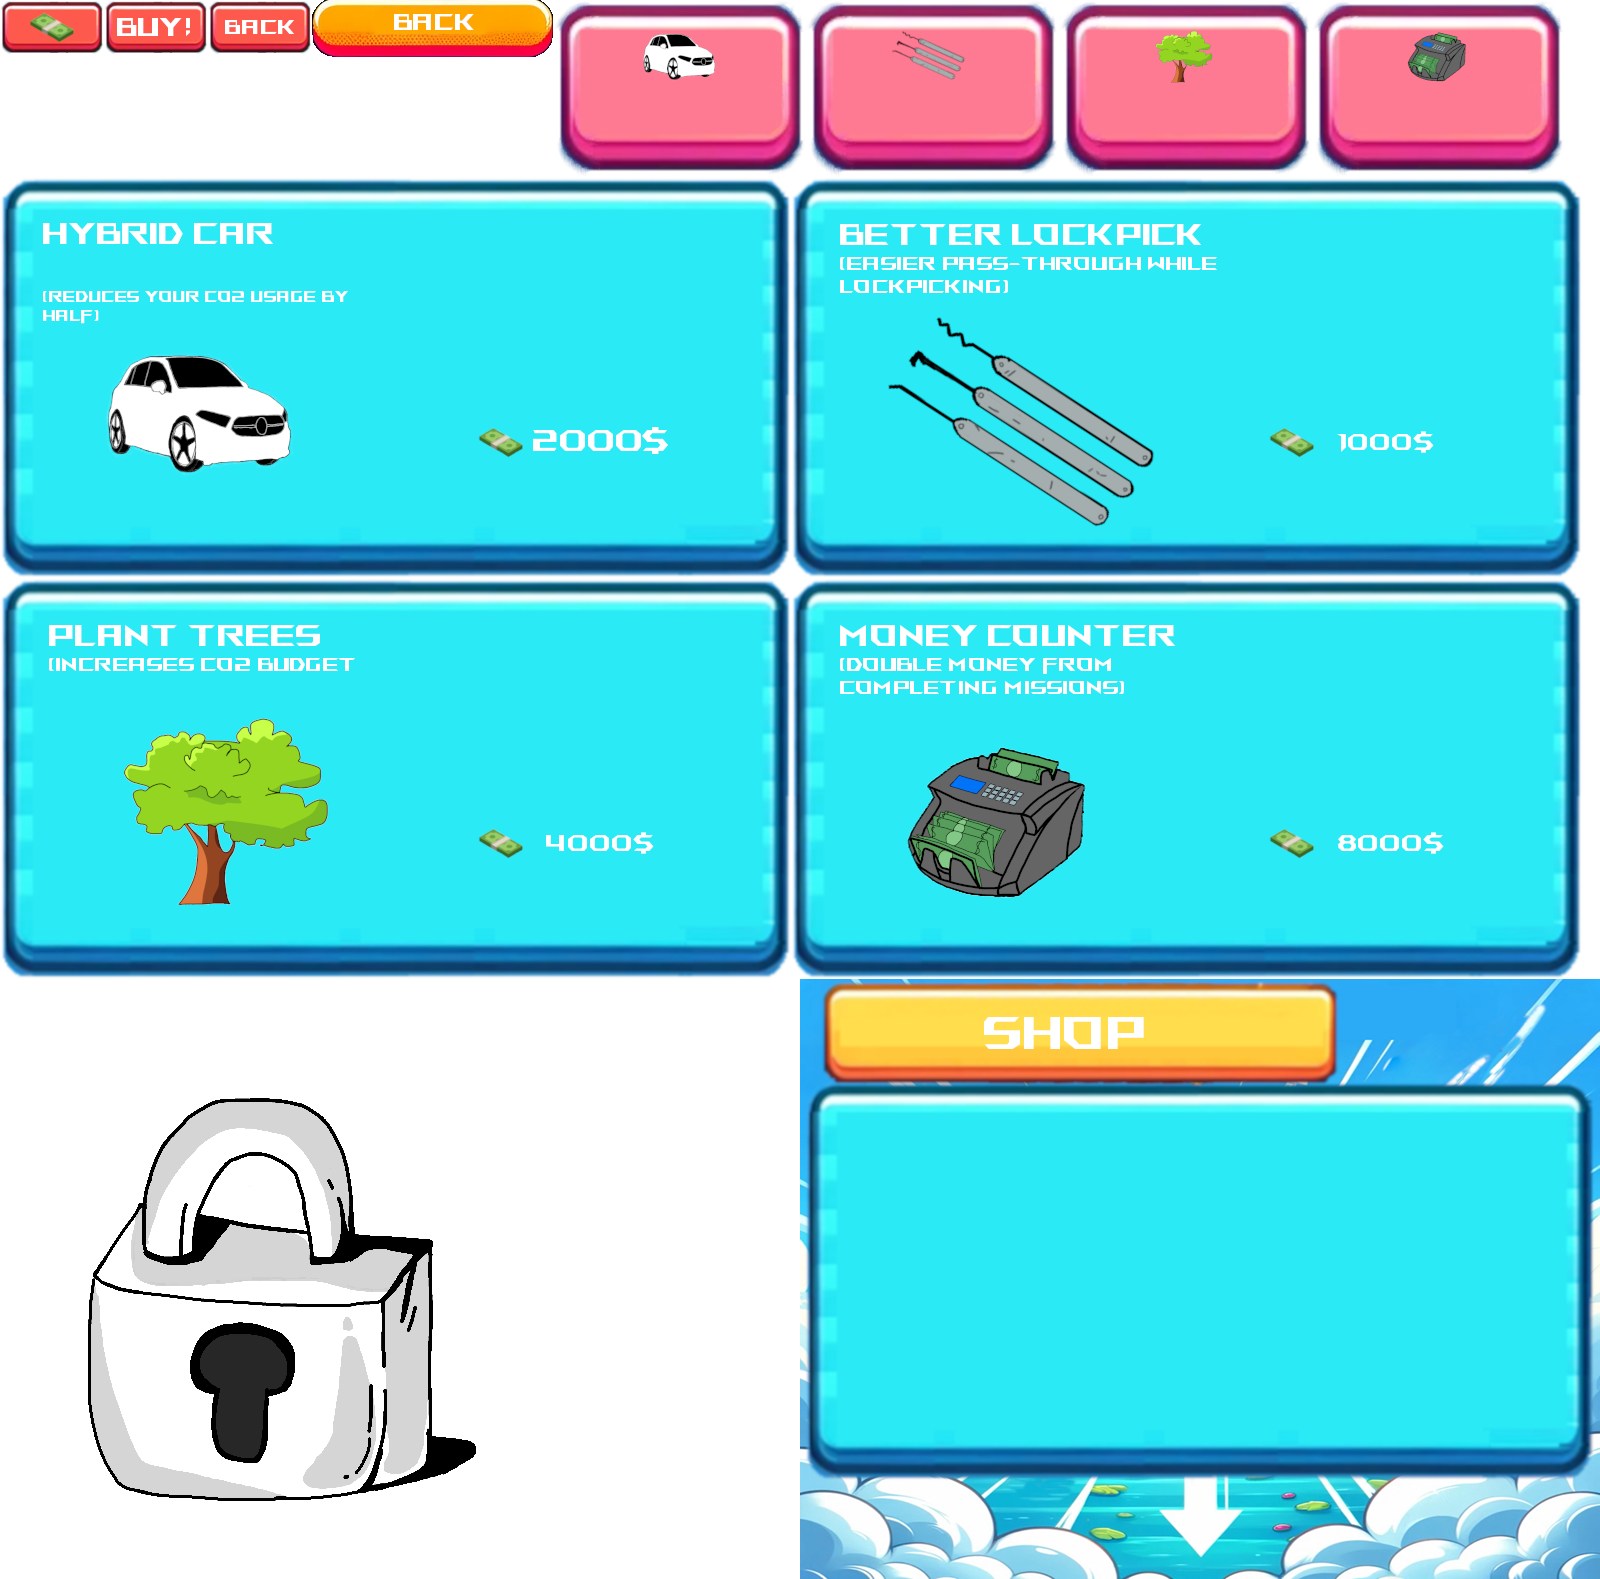 BUY!
BACK
BACK
HYBRID CAR
(REDUCES YOUR CO2 USAGE BY
HALF)
2000$
BETTER LOCKPICK
(EASIER PASS-THROUGH WHILE
LOCKPICKING)
1000$
PLANT TREES
(INCREASES CO2 BUDGET
4000$
MONEY COUNTER
(DOUBLE MONEY FROM
COMPLETING MISSIONS)
8000$
SHOP